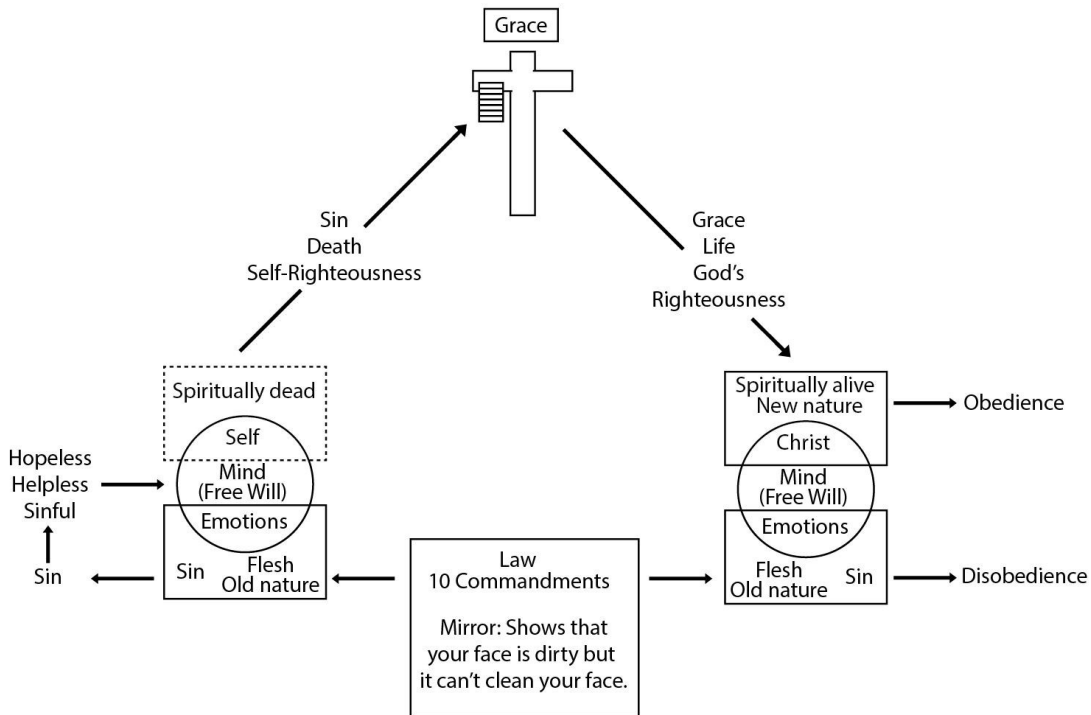 Grace
Sin
Death
Self-Righteousness
Grace
Life
God's
Righteousness
Spiritually dead
Self
Mind
(Free Will)
Emotions
Sin
Flesh
Old nature
Hopeless
Helpless
Sinful
Sin
Law
10 Commandments
Mirror: Shows that
your face is dirty but
it can't clean your face.
Spiritually alive
New nature
Christ
Mind
(Free Will)
Emotions
Flesh
Old nature
Sin
Obedience
Disobedience